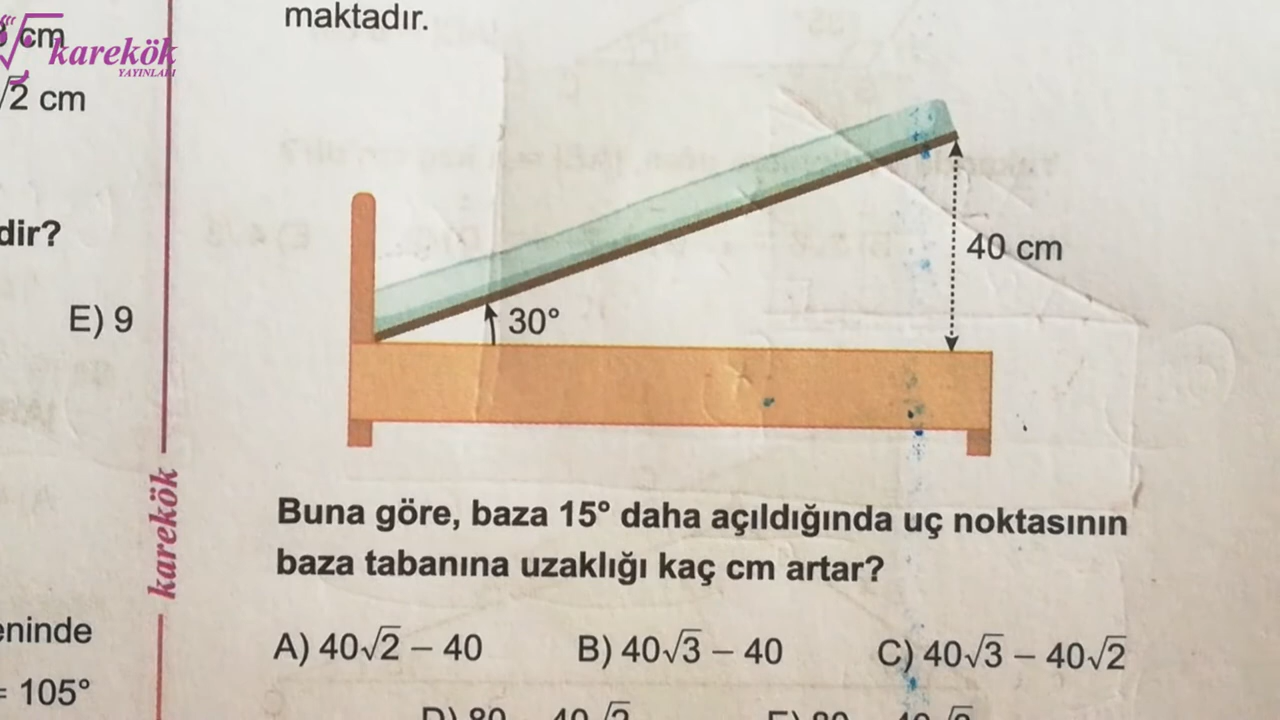 cm
karekök
YAYINLARI
√2 cm
dir?
E) 9
karekök
eninde
= 105°
maktadır.
40 cm
30°
Buna göre, baza 15° daha açıldığında uç noktasının
baza tabanına uzaklığı kaç cm artar?
A) 40√2 – 40 B) 40√3 – 40 C) 40√3 – 40√2